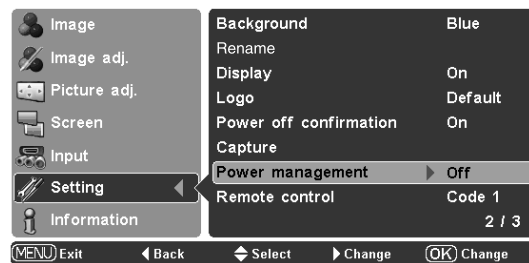 Image
Image adj.
Picture adj.
Screen
Input
Setting
Information
Background Blue
Rename
Display On
Logo Default
Power off confirmation On
Capture
Power management Off
Remote control Code 1
2 / 3
MENU Exit Back Select Change OK Change